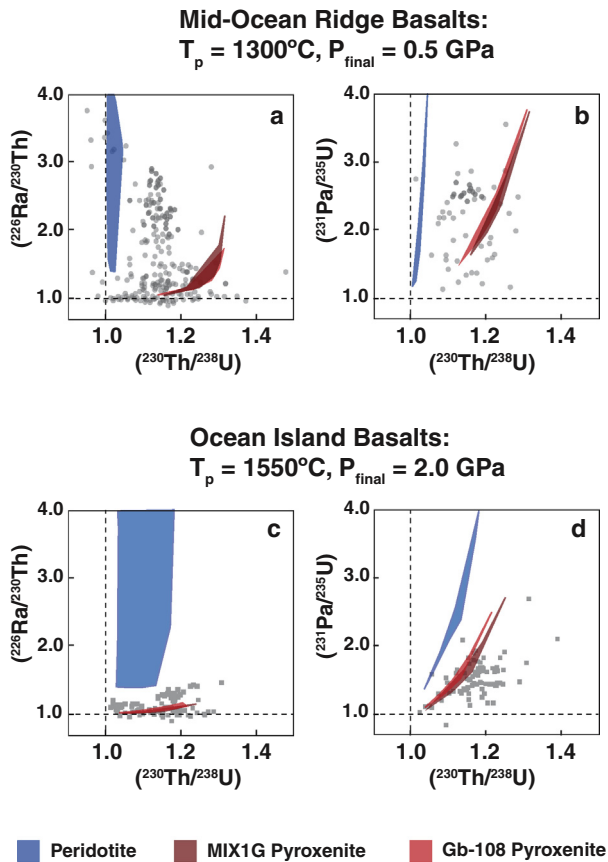 Mid-Ocean Ridge Basalts:
Tp = 1300ºC, Pfinal = 0.5 GPa
4.0
3.0
2.0
1.0
(226Ra/230Th)
a
1.0
1.2
1.4
(230Th/238U)
4.0
3.0
2.0
1.0
(231Pa/235U)
b
1.0
1.2
1.4
(230Th/238U)
Ocean Island Basalts:
Tp = 1550ºC, Pfinal = 2.0 GPa
4.0
3.0
2.0
1.0
(226Ra/230Th)
c
1.0
1.2
1.4
(230Th/238U)
4.0
3.0
2.0
1.0
(231Pa/235U)
d
1.0
1.2
1.4
(230Th/238U)
Peridotite
MIX1G Pyroxenite
Gb-108 Pyroxenite